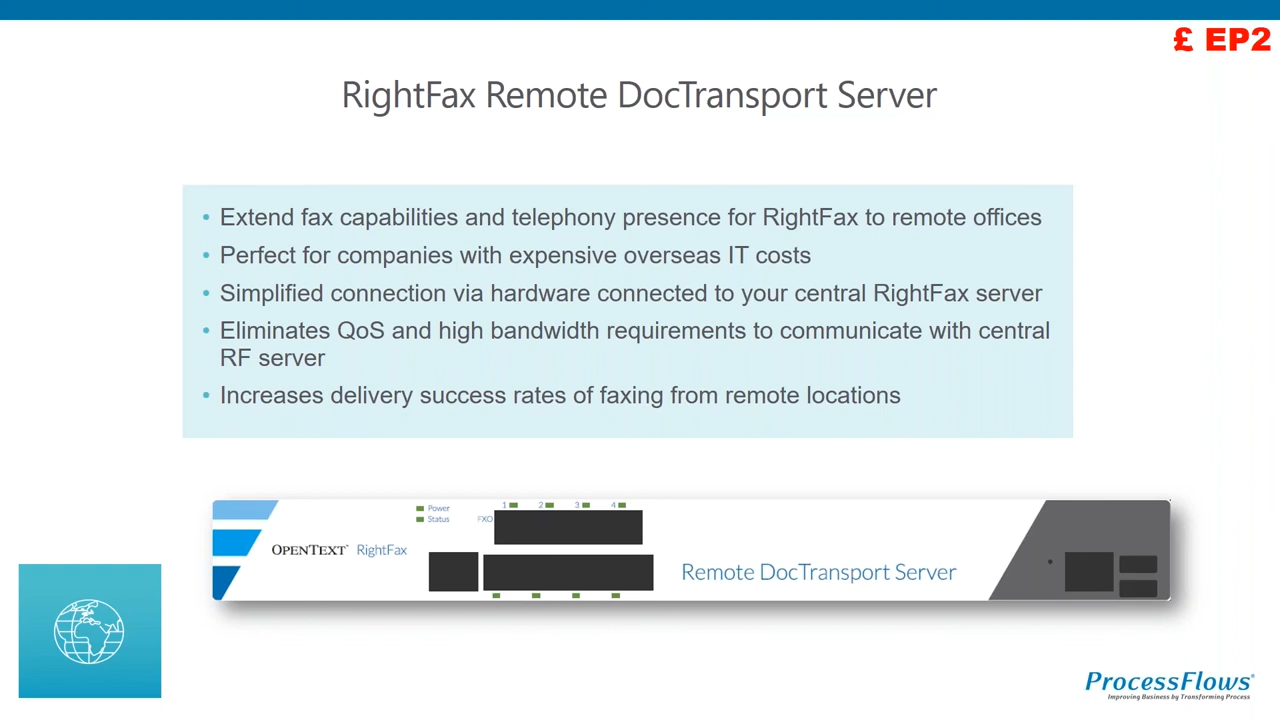 £ EP2
RightFax Remote DocTransport Server
• Extend fax capabilities and telephony presence for RightFax to remote offices
• Perfect for companies with expensive overseas IT costs
• Simplified connection via hardware connected to your central RightFax server
• Eliminates QoS and high bandwidth requirements to communicate with central
RF server
• Increases delivery success rates of faxing from remote locations
1 2 3 4
Power
Status FXO
OPENTEXT™ RightFax
Remote DocTransport Server
ProcessFlows®
Improving Business by Transforming Process